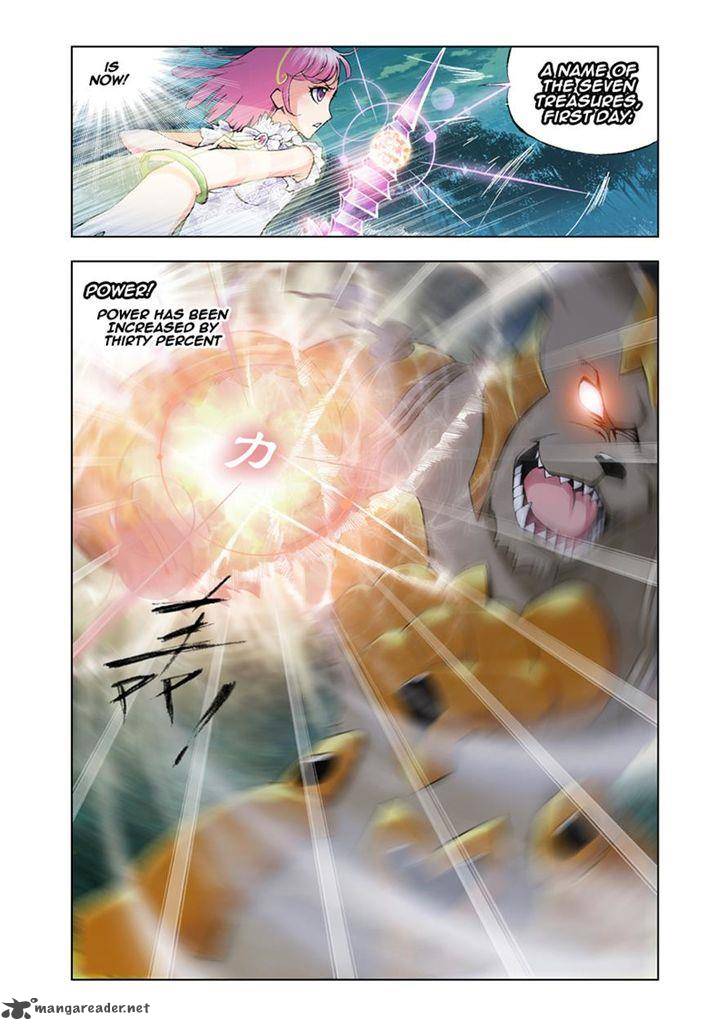 IS
NOW!
A NAME OF
THE SEVEN
TREASURES,
FIRST DAY:
POWER!
POWER HAS BEEN
INCREASED BY
THIRTY PERCENT
力
mangareader.net